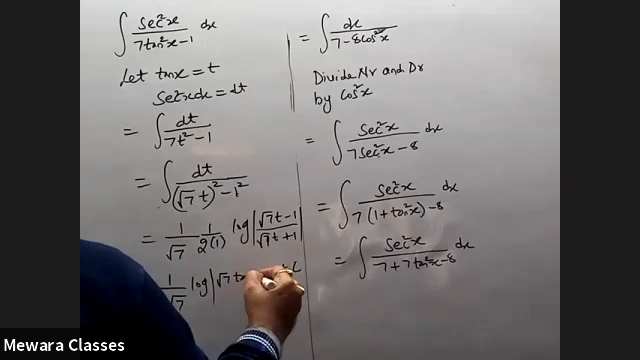 ∫ sec²x / 7tan²x - 1 dx
Let tanx = t
sec²xdx = dt
= ∫ dt / 7t² - 1
= ∫ dt / (√7 t)² - 1²
= 1/√7 1/2(1) log |√7t - 1 / √7t + 1|
1/√7 log |√7 t
= ∫ dx / 7 - 8cos²x
Divide Nr and Dr
by cos²x
= ∫ sec²x / 7sec²x - 8 dx
= ∫ sec²x / 7(1 + tan²x) - 8 dx
= ∫ sec²x / 7 + 7tan²x - 8 dx
Mewara Classes